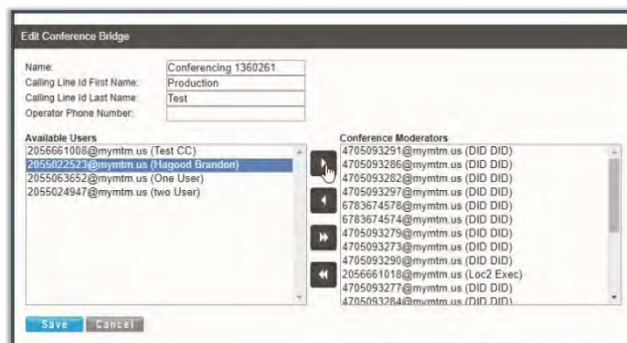 Edit Conference Bridge
Name: Conferencing 1360261
Calling Line Id First Name: Production
Calling Line Id Last Name: Test
Operator Phone Number:
Available Users
2056661008@mymtm.us (Test CC)
2055022523@mymtm.us (Hagood Brandon)
2055063652@mymtm.us (One User)
2055024947@mymtm.us (two User)
Conference Moderators
4705093291@mymtm.us (DID DID)
4705093286@mymtm.us (DID DID)
4705093282@mymtm.us (DID DID)
4705093297@mymtm.us (DID DID)
6783674578@mymtm.us (DID DID)
6783674574@mymtm.us (DID DID)
4705093279@mymtm.us (DID DID)
4705093273@mymtm.us (DID DID)
4705093290@mymtm.us (DID DID)
2056661018@mymtm.us (Loc2 Exec)
4705093277@mymtm.us (DID DID)
4705093284@mymtm.us (DID DID)
Save Cancel